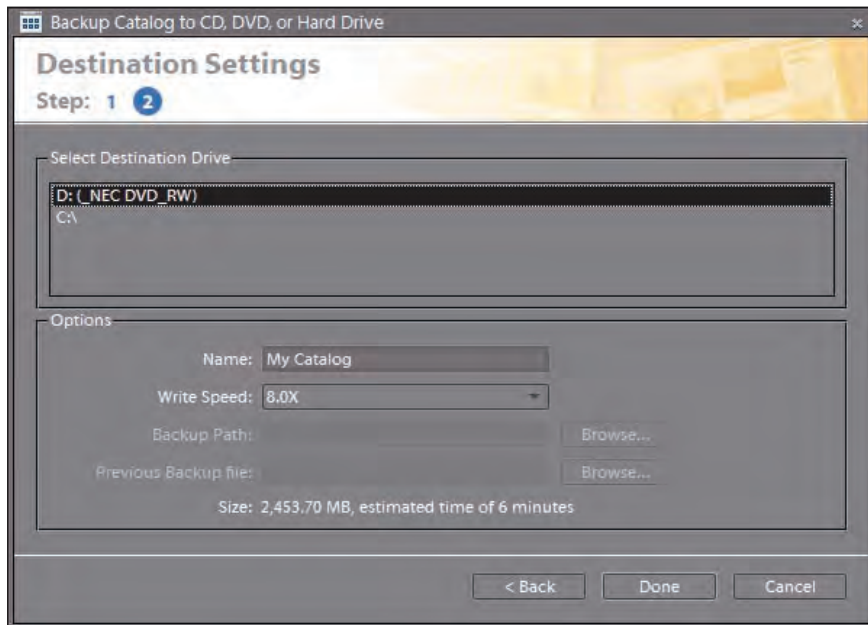 Backup Catalog to CD, DVD, or Hard Drive
Destination Settings
Step: 1 2
Select Destination Drive
D: (_NEC DVD_RW)
C:\
Options
Name: My Catalog
Write Speed: 8.0X
Backup Path: Browse...
Previous Backup file: Browse...
Size: 2,453.70 MB, estimated time of 6 minutes
< Back Done Cancel